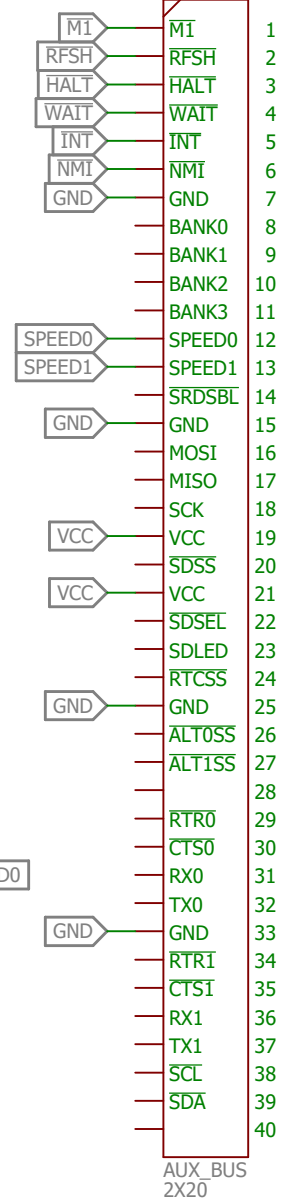 M1 M1 1
RFSH RFSH 2
HALT HALT 3
WAIT WAIT 4
INT INT 5
NMI NMI 6
GND GND 7
BANK0 8
BANK1 9
BANK2 10
BANK3 11
SPEED0 SPEED0 12
SPEED1 SPEED1 13
SRDSBL 14
GND GND 15
MOSI 16
MISO 17
SCK 18
VCC VCC 19
SDSS 20
VCC VCC 21
SDSEL 22
SDLED 23
RTCSS 24
GND GND 25
ALT0SS 26
ALT1SS 27
28
RTR0 29
CTS0 30
D0 RX0 31
TX0 32
GND GND 33
RTR1 34
CTS1 35
RX1 36
TX1 37
SCL 38
SDA 39
40
AUX_BUS
2X20